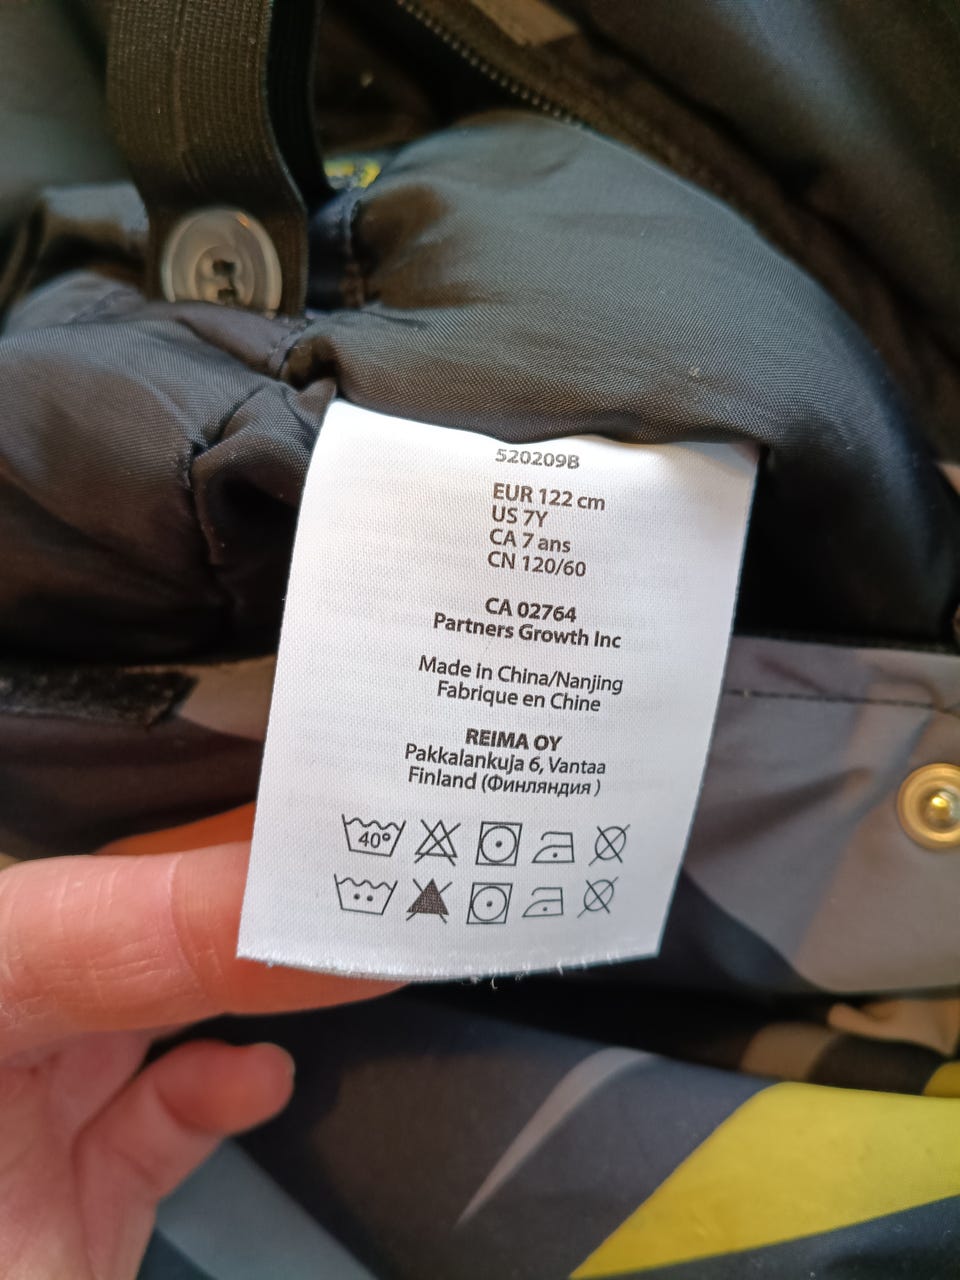 520209B
EUR 122 cm
US 7Y
CA 7 ans
CN 120/60
CA 02764
Partners Growth Inc
Made in China/Nanjing
Fabrique en Chine
REIMA OY
Pakkalankuja 6, Vantaa
Finland (Финляндия )
40°